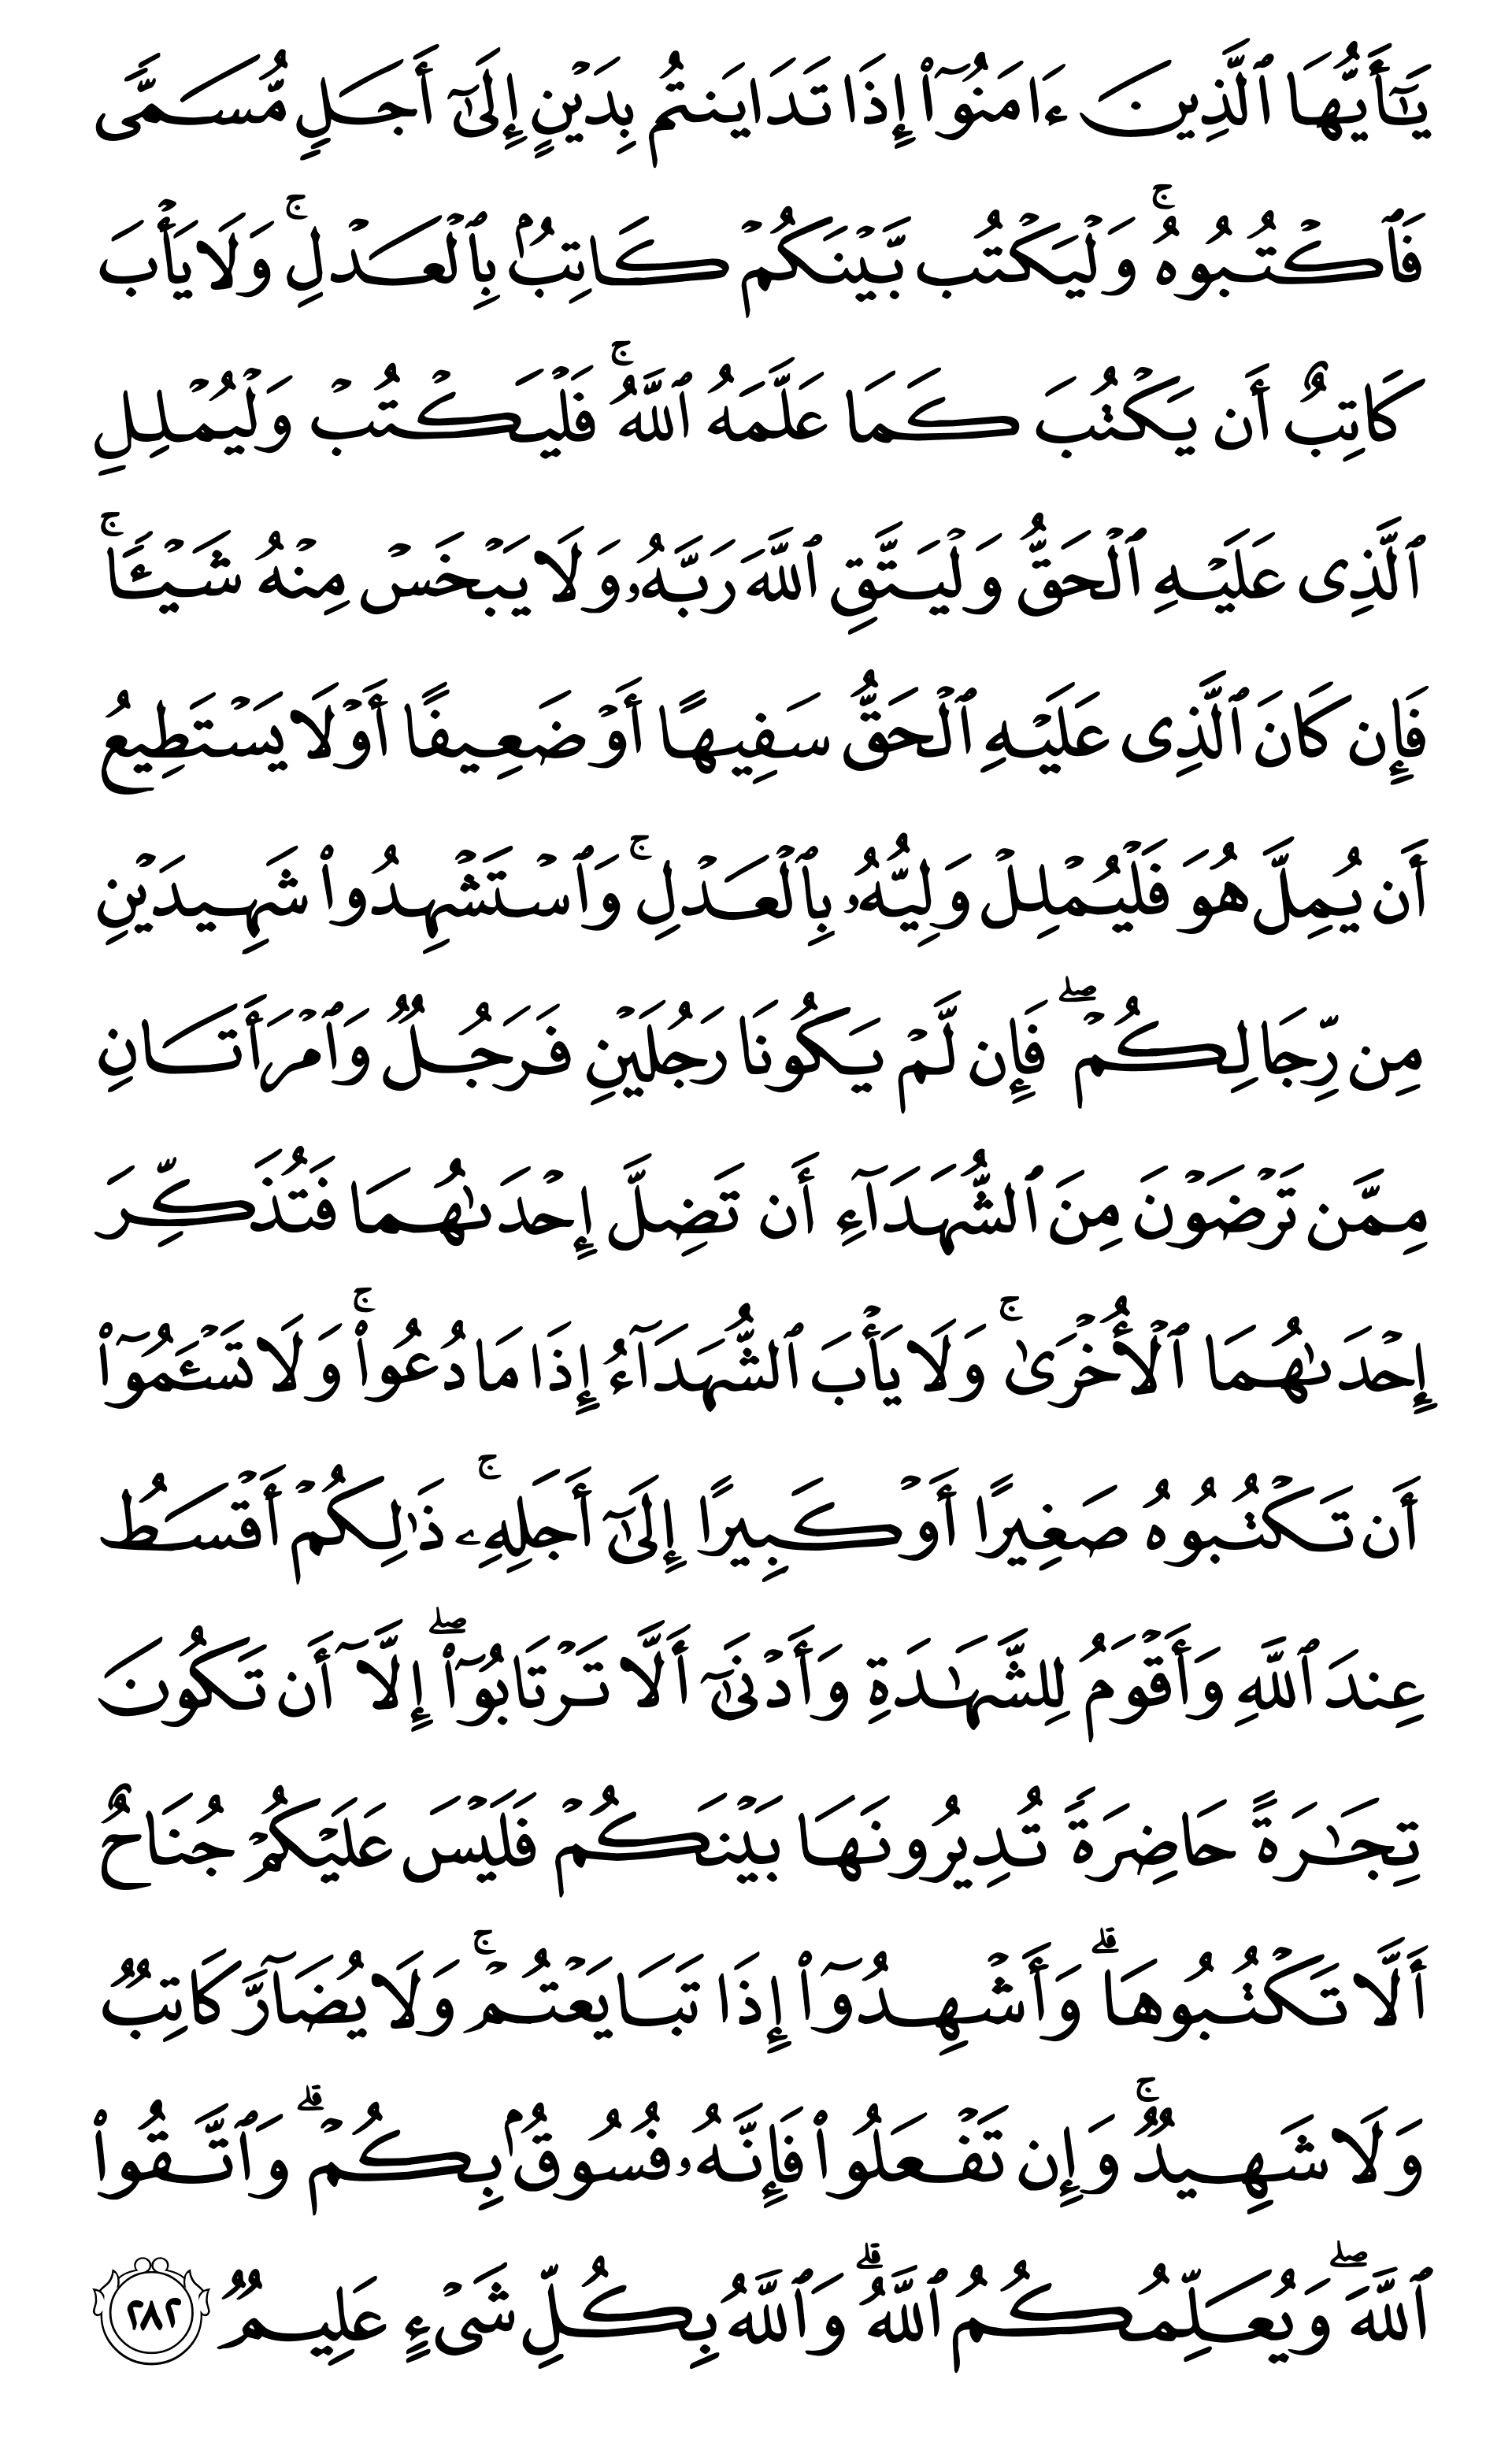 يَٰٓأَيُّهَا ٱلَّذِينَ ءَامَنُوٓا۟ إِذَا تَدَايَنتُم بِدَيْنٍ إِلَىٰٓ أَجَلٍ مُّسَمًّى
فَٱكْتُبُوهُ ۚ وَلْيَكْتُب بَّيْنَكُمْ كَاتِبٌۢ بِٱلْعَدْلِ ۚ وَلَا يَأْبَ
كَاتِبٌ أَن يَكْتُبَ كَمَا عَلَّمَهُ ٱللَّهُ ۚ فَلْيَكْتُبْ وَلْيُمْلِلِ
ٱلَّذِى عَلَيْهِ ٱلْحَقُّ وَلْيَتَّقِ ٱللَّهَ رَبَّهُۥ وَلَا يَبْخَسْ مِنْهُ شَيْـًٔا ۚ
فَإِن كَانَ ٱلَّذِى عَلَيْهِ ٱلْحَقُّ سَفِيهًا أَوْ ضَعِيفًا أَوْ لَا يَسْتَطِيعُ
أَن يُمِلَّ هُوَ فَلْيُمْلِلْ وَلِيُّهُۥ بِٱلْعَدْلِ ۚ وَٱسْتَشْهِدُوا۟ شَهِيدَيْنِ
مِن رِّجَالِكُمْ ۖ فَإِن لَّمْ يَكُونَا رَجُلَيْنِ فَرَجُلٌ وَٱمْرَأَتَانِ
مِمَّن تَرْضَوْنَ مِنَ ٱلشُّهَدَآءِ أَن تَضِلَّ إِحْدَىٰهُمَا فَتُذَكِّرَ
إِحْدَىٰهُمَا ٱلْأُخْرَىٰ ۚ وَلَا يَأْبَ ٱلشُّهَدَآءُ إِذَا مَا دُعُوا۟ ۚ وَلَا تَسْـَٔمُوٓا۟
أَن تَكْتُبُوهُ صَغِيرًا أَوْ كَبِيرًا إِلَىٰٓ أَجَلِهِۦ ۚ ذَٰلِكُمْ أَقْسَطُ
عِندَ ٱللَّهِ وَأَقْوَمُ لِلشَّهَٰدَةِ وَأَدْنَىٰٓ أَلَّا تَرْتَابُوٓا۟ ۖ إِلَّآ أَن تَكُونَ
تِجَٰرَةً حَاضِرَةً تُدِيرُونَهَا بَيْنَكُمْ فَلَيْسَ عَلَيْكُمْ جُنَاحٌ
أَلَّا تَكْتُبُوهَا ۗ وَأَشْهِدُوٓا۟ إِذَا تَبَايَعْتُمْ ۚ وَلَا يُضَآرَّ كَاتِبٌ
وَلَا شَهِيدٌ ۚ وَإِن تَفْعَلُوا۟ فَإِنَّهُۥ فُسُوقٌۢ بِكُمْ ۗ وَٱتَّقُوا۟
ٱللَّهَ ۖ وَيُعَلِّمُكُمُ ٱللَّهُ ۗ وَٱللَّهُ بِكُلِّ شَىْءٍ عَلِيمٌ ٢٨٢